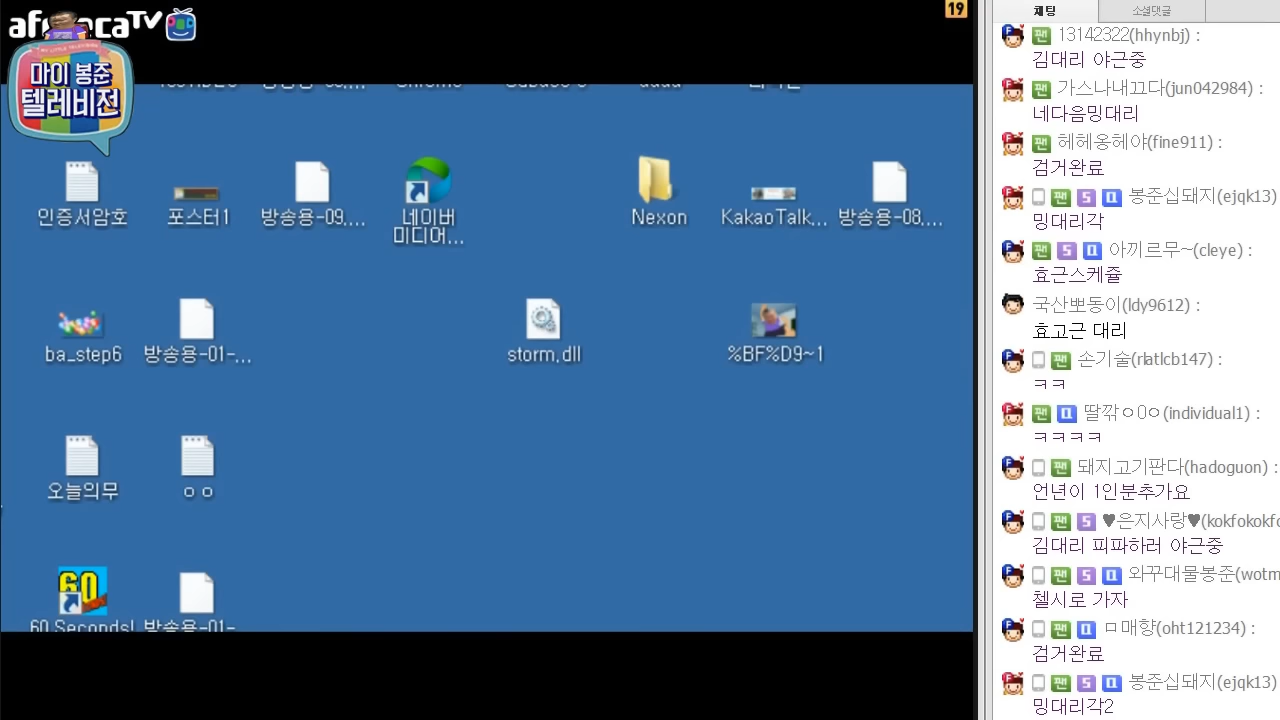 afreecaTV
19
마이 봉준
텔레비전
인증서암호
포스터1
방송용-09....
네이버
미디어...
Nexon
KakaoTalk...
방송용-08....
ba_step6
방송용-01-...
storm.dll
%BF%D9~1
오늘의무
ㅇㅇ
60 Seconds!
방송용-01-
채팅
소셜댓글
13142322(hhynbj) :
김대리 야근중
가스나내끄다(jun042984) :
네다음밍대리
헤헤옹헤야(fine911) :
검거완료
봉준십돼지(ejqk13)
밍대리각
아끼르무~(cleye) :
효근스케쥴
국산뽀동이(ldy9612) :
효고근 대리
손기술(rlatlcb147) :
ㅋㅋ
딸깎ㅇ0ㅇ(individual1) :
ㅋㅋㅋㅋ
돼지고기판다(hadoguon) :
언년이 1인분추가요
♥은지사랑♥(kokfokokfo
김대리 피파하러 야근중
와꾸대물봉준(wotm
첼시로 가자
ㅁ매향(oht121234) :
검거완료
봉준십돼지(ejqk13)
밍대리각2